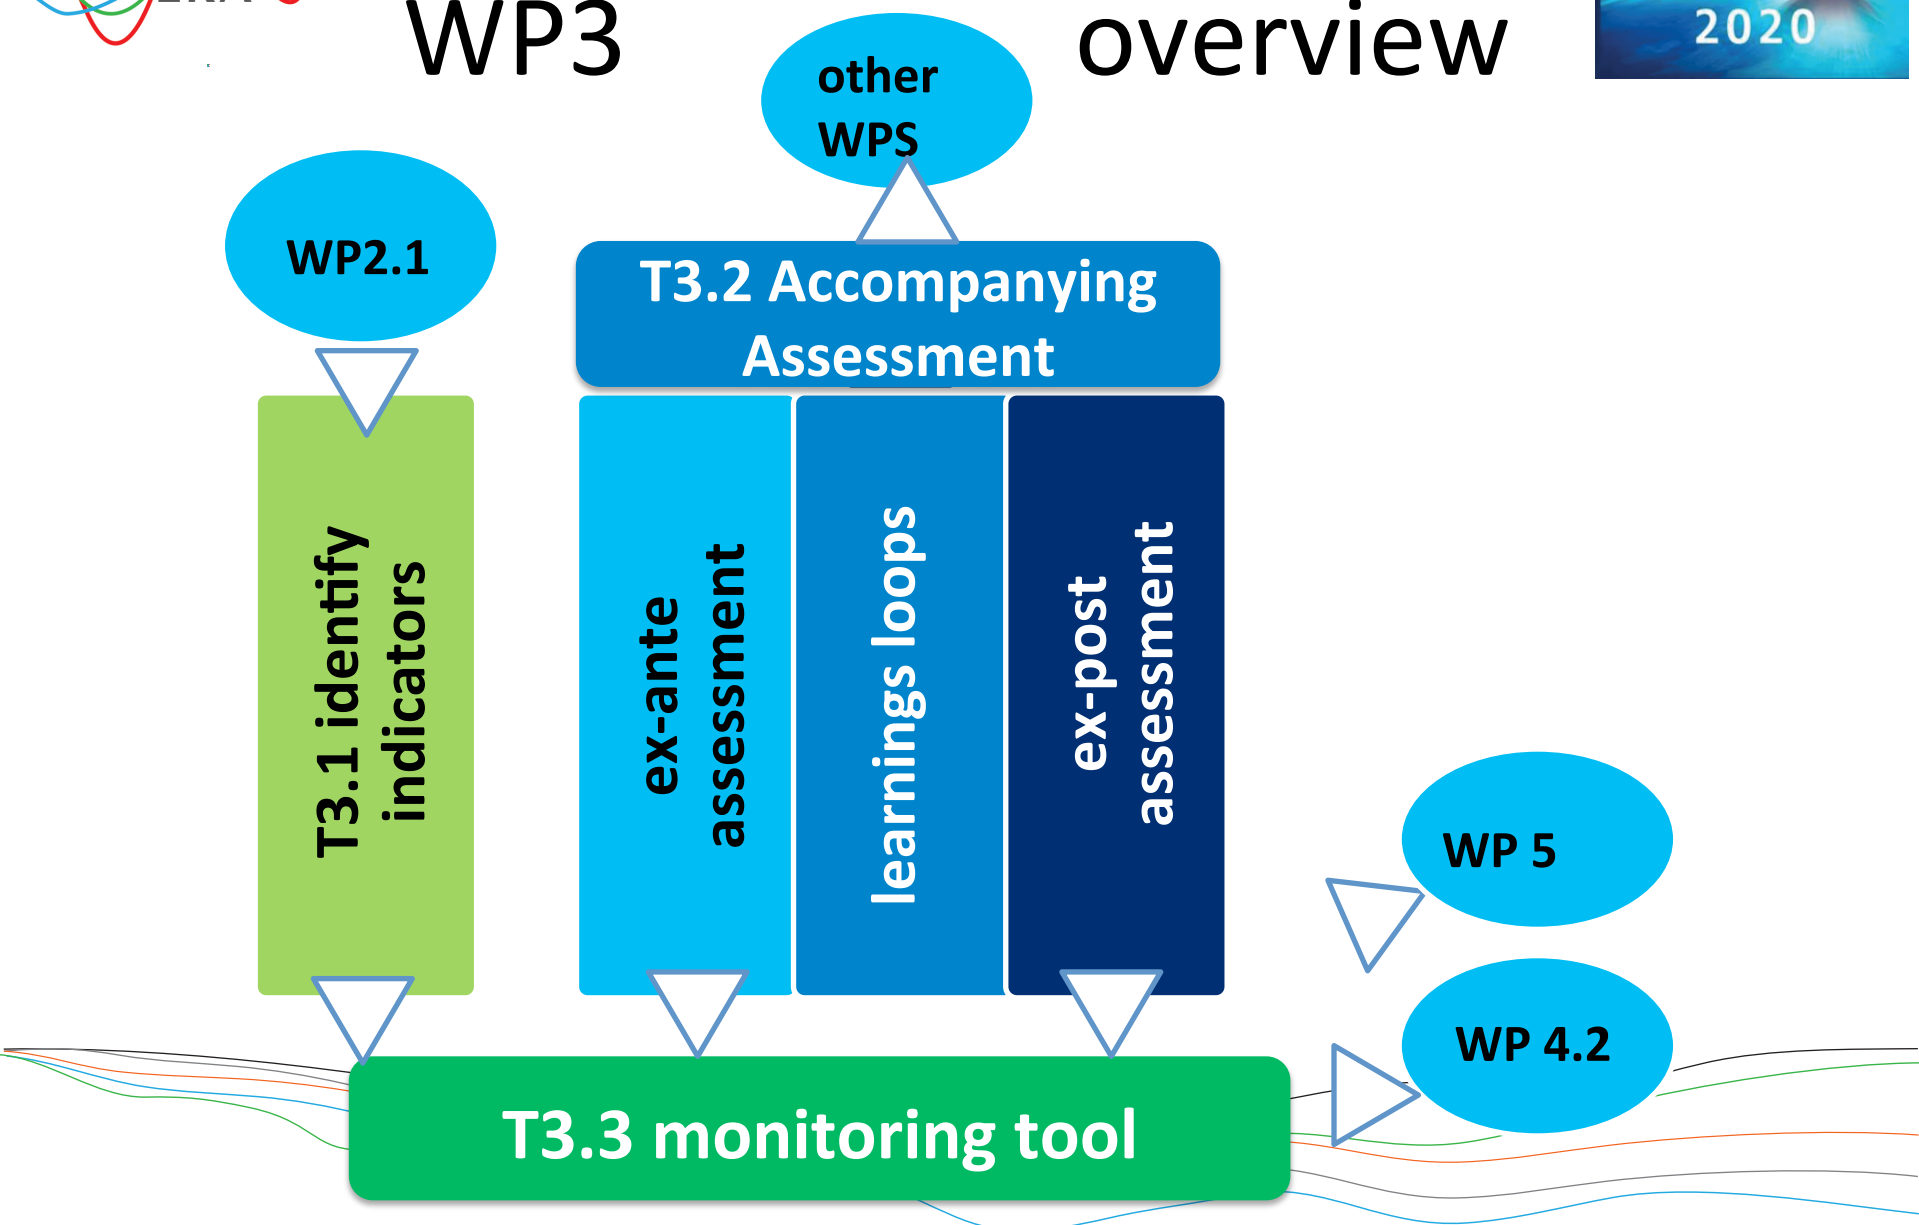 WP3 overview
2020
other
WPS
WP2.1
T3.2 Accompanying
Assessment
T3.1 identify
indicators
ex-ante
assessment
learnings loops
ex-post
assessment
WP 5
WP 4.2
T3.3 monitoring tool